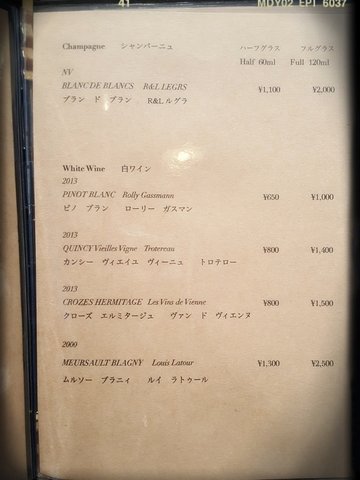 41 MDY02 EPT 6037
Champagne シャンパーニュ ハーフグラス フルグラス
Half 60ml Full 120ml
NV
BLANC DE BLANCS R&L LEGRS ¥1,100 ¥2,000
ブラン ド ブラン R&L ルグラ
White Wine 白ワイン
2013
PINOT BLANC Rolly Gassmann ¥650 ¥1,000
ピノ ブラン ローリー ガスマン
2013
QUINCY Vieilles Vigne Trotereau ¥800 ¥1,400
カンシー ヴィエイユ ヴィーニュ トロテロー
2013
CROZES HERMITAGE Les Vins de Vienne ¥800 ¥1,500
クローズ エルミタージュ ヴァン ド ヴィエンヌ
2000
MEURSAULT BLAGNY Louis Latour ¥1,300 ¥2,500
ムルソー ブラニィ ルイ ラトゥール